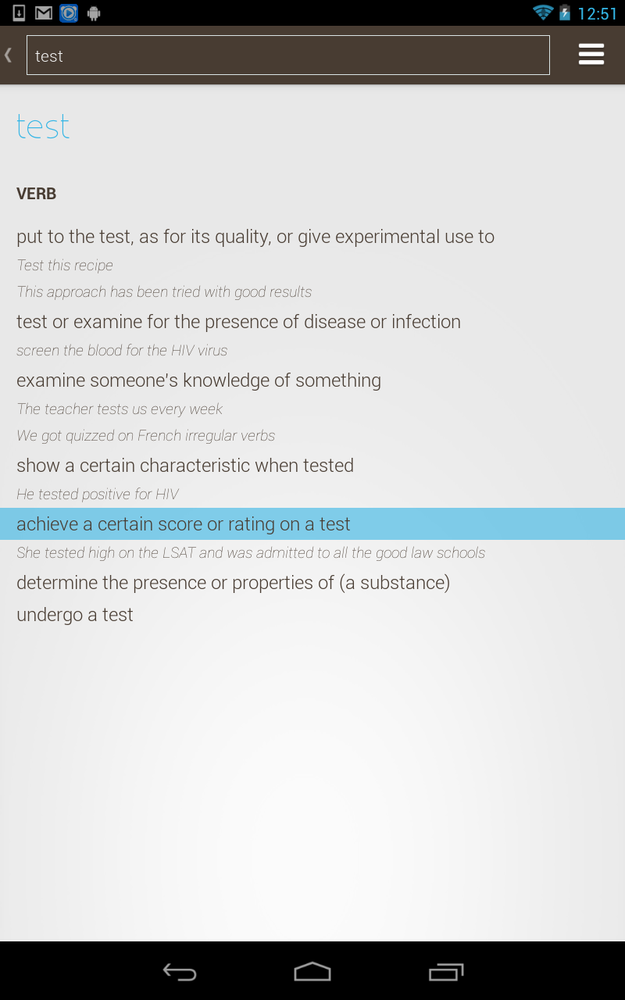 12:51
test
test
VERB
put to the test, as for its quality, or give experimental use to
Test this recipe
This approach has been tried with good results
test or examine for the presence of disease or infection
screen the blood for the HIV virus
examine someone's knowledge of something
The teacher tests us every week
We got quizzed on French irregular verbs
show a certain characteristic when tested
He tested positive for HIV
achieve a certain score or rating on a test
She tested high on the LSAT and was admitted to all the good law schools
determine the presence or properties of (a substance)
undergo a test